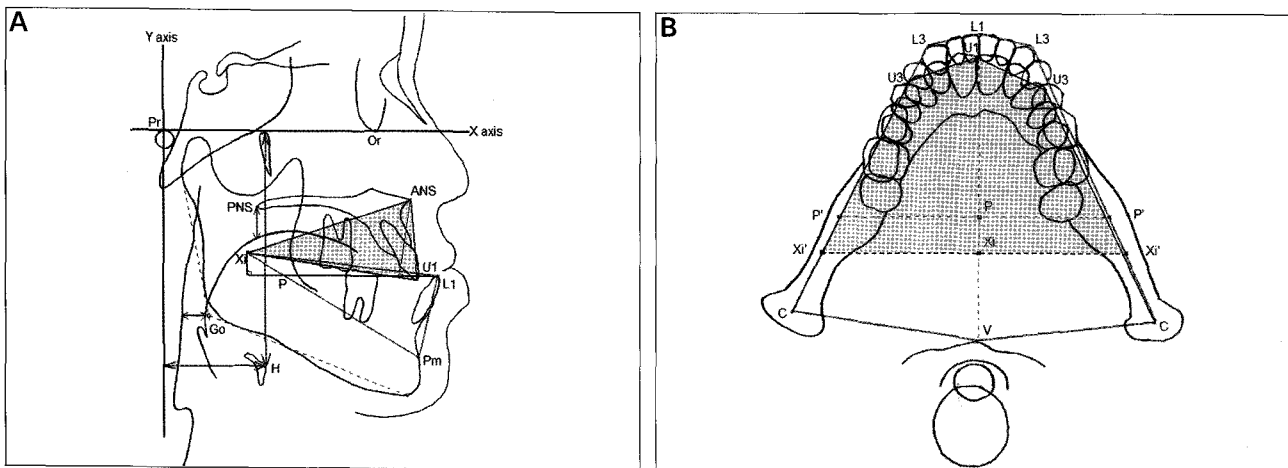 A
Y axis
Pr
X axis
Or
PNS
ANS
Xi
U1
P
L1
Go
Pm
H
B
L1
L3
L3
U1
U3
U3
P'
P
P'
Xi'
Xi
Xi'
C
C
V